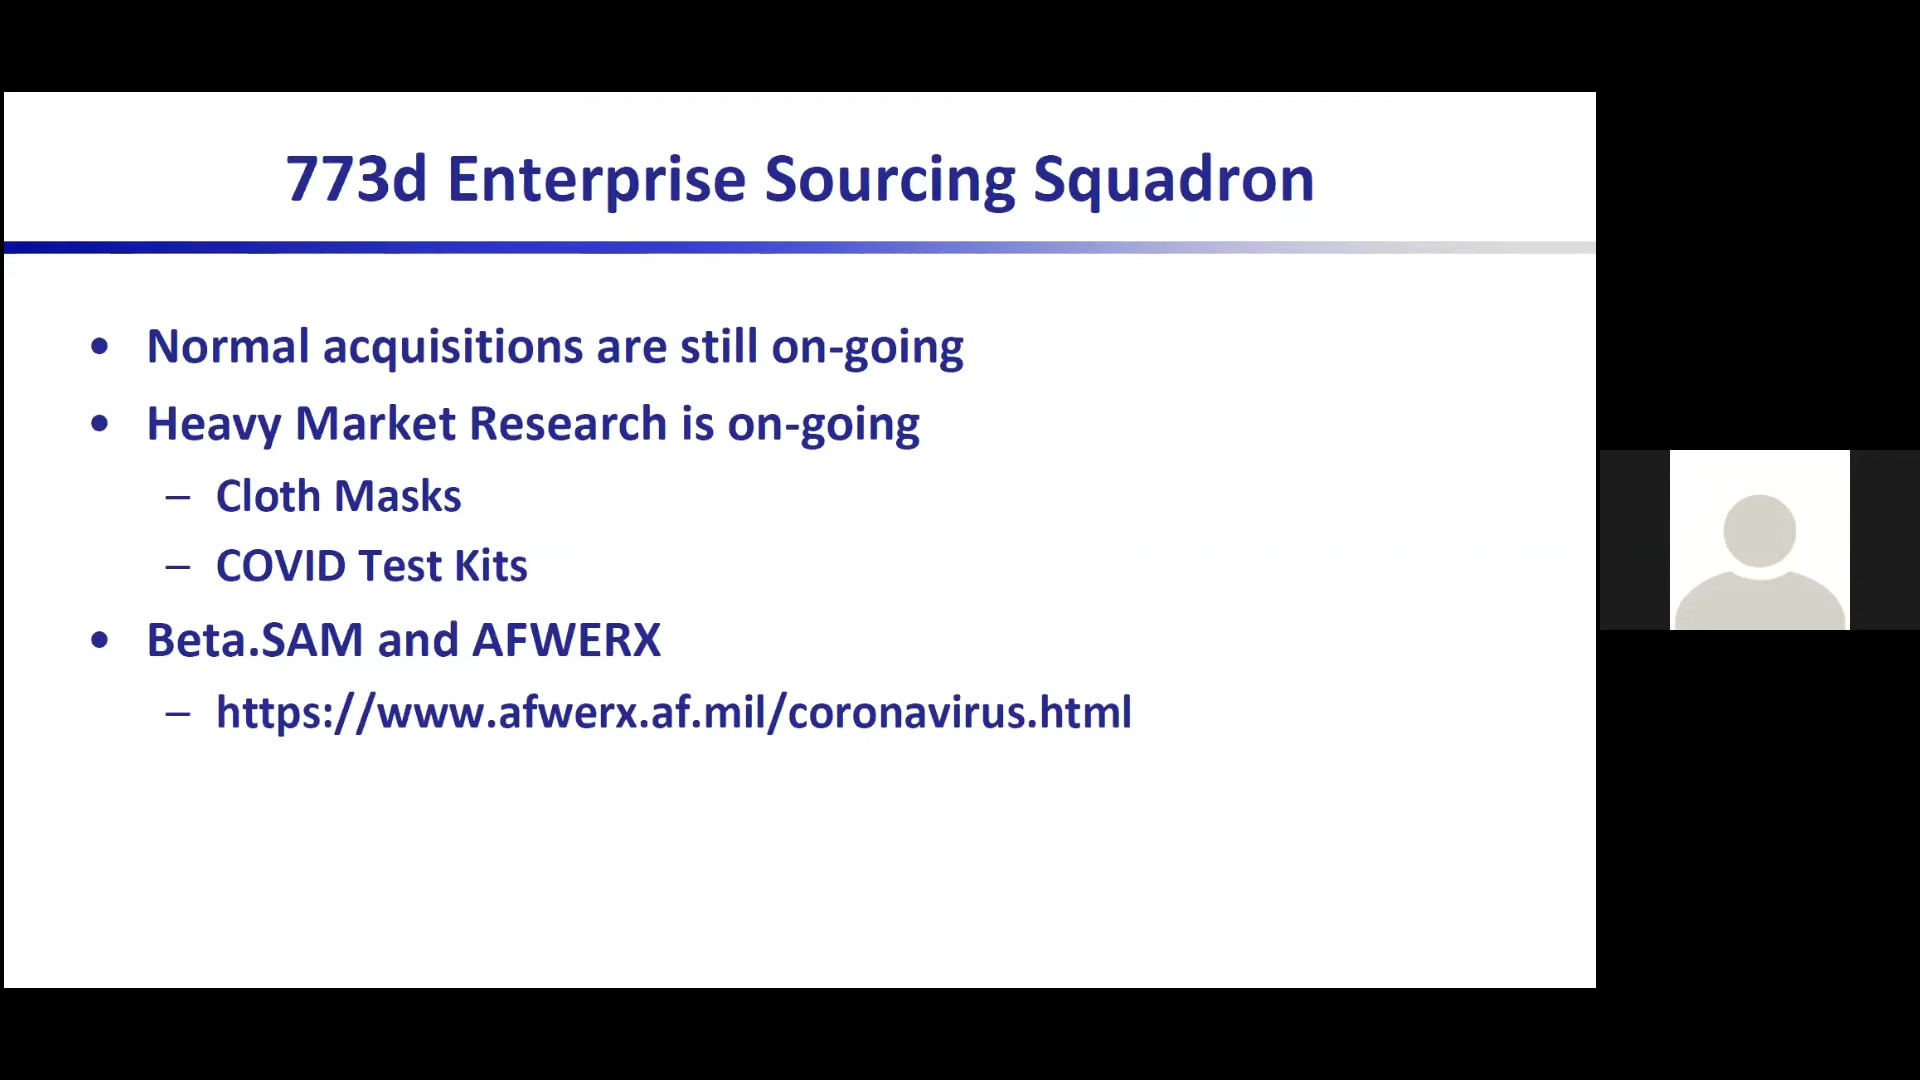 773d Enterprise Sourcing Squadron
• Normal acquisitions are still on-going
• Heavy Market Research is on-going
– Cloth Masks
– COVID Test Kits
• Beta.SAM and AFWERX
– https://www.afwerx.af.mil/coronavirus.html